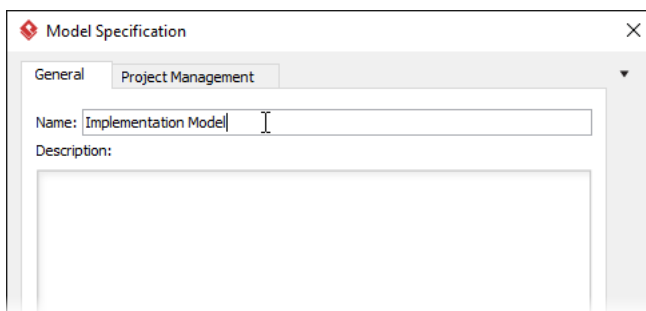 Model Specification
General Project Management
Name: Implementation Model
Description: